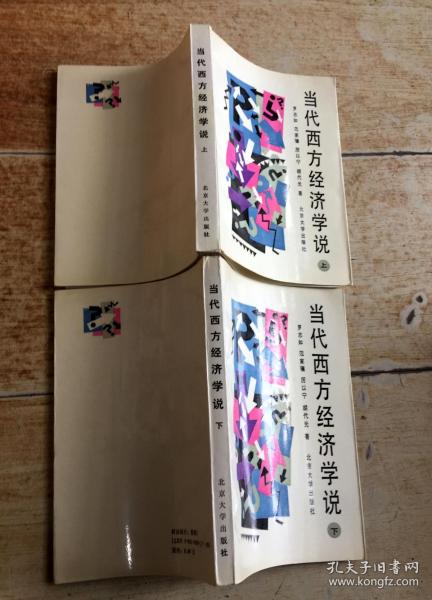 当代西方经济学说
上
北京大学出版社
当代西方经济学说
上
罗志如 范家骧 厉以宁 胡代光 著
北京大学出版社
当代西方经济学说
下
北京大学出版社
当代西方经济学说
下
罗志如 范家骧 厉以宁 胡代光 著
北京大学出版社
孔夫子旧书网
www.kongfz.com